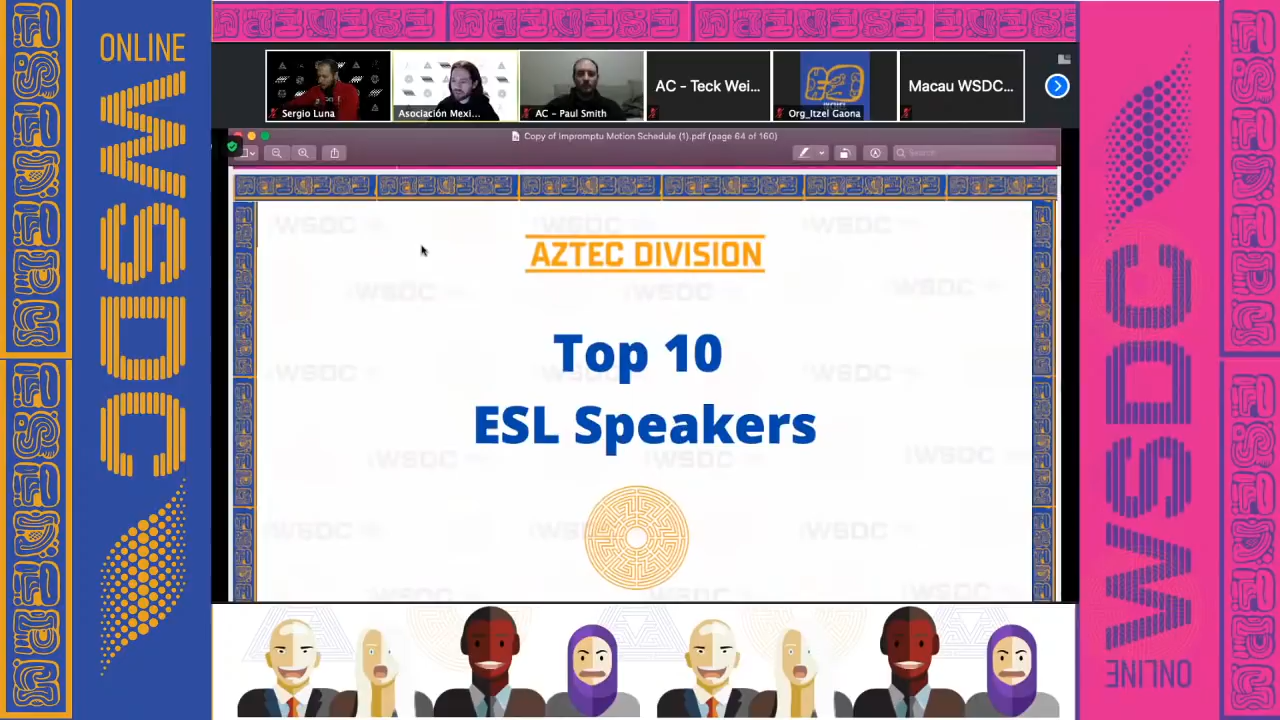 ONLINE
WSDC
Sergio Luna
Asociación Mexi...
AC - Paul Smith
AC - Teck Wei...
Org_Itzel Gaona
Macau WSDC...
Copy of Impromptu Motion Schedule (1).pdf (page 64 of 160)
Search
AZTEC DIVISION
Top 10
ESL Speakers
WSDC
ONLINE